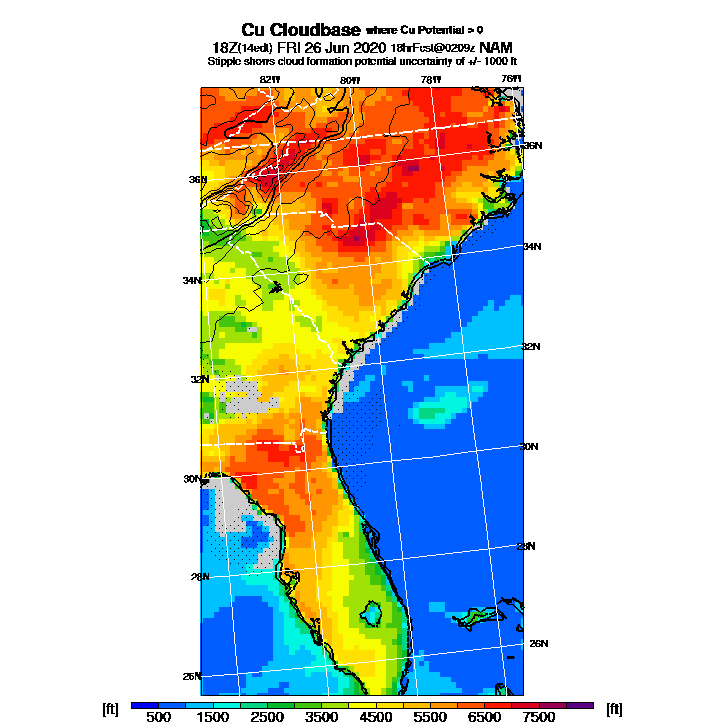 Cu Cloudbase where Cu Potential > 0
18Z(14edt) FRI 26 Jun 2020 18hrFcst@0209z NAM
Stipple shows cloud formation potential uncertainty of +/- 1000 ft
82W 80W 78W 76W
36N
36N
34N
34N
32N
32N
30N
30N
28N
28N
26N
26N
[ft] 500 1500 2500 3500 4500 5500 6500 7500 [ft]